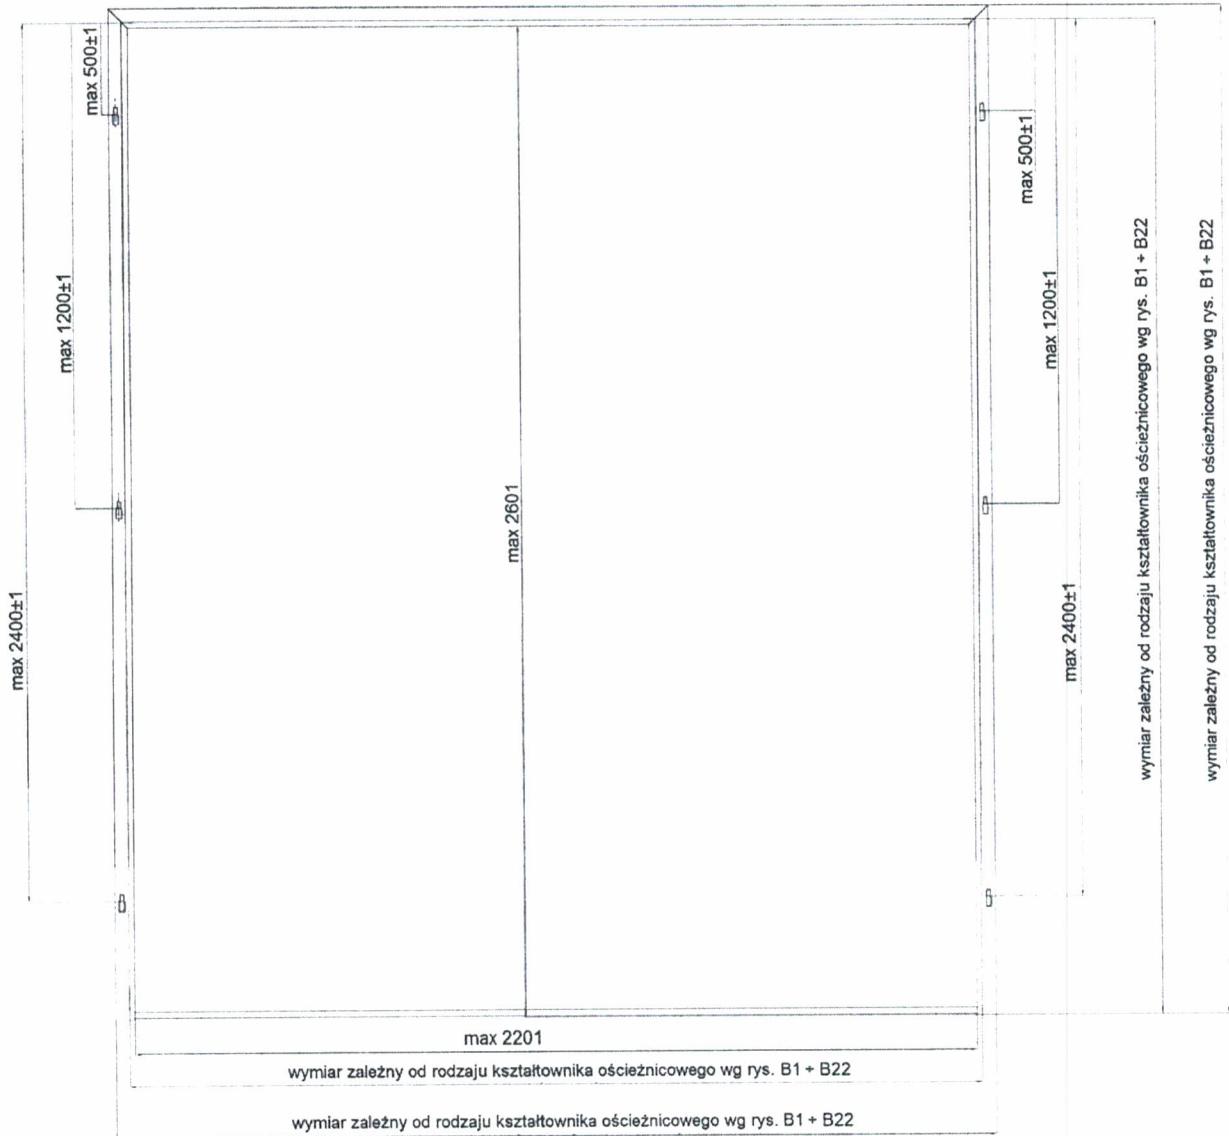 max 500±1
max 500±1
max 1200±1
max 1200±1
max 2601
max 2400±1
max 2400±1
wymiar zależny od rodzaju kształtownika ościeżnicowego wg rys. B1 ÷ B22
wymiar zależny od rodzaju kształtownika ościeżnicowego wg rys. B1 ÷ B22
max 2201
wymiar zależny od rodzaju kształtownika ościeżnicowego wg rys. B1 ÷ B22
wymiar zależny od rodzaju kształtownika ościeżnicowego wg rys. B1 ÷ B22